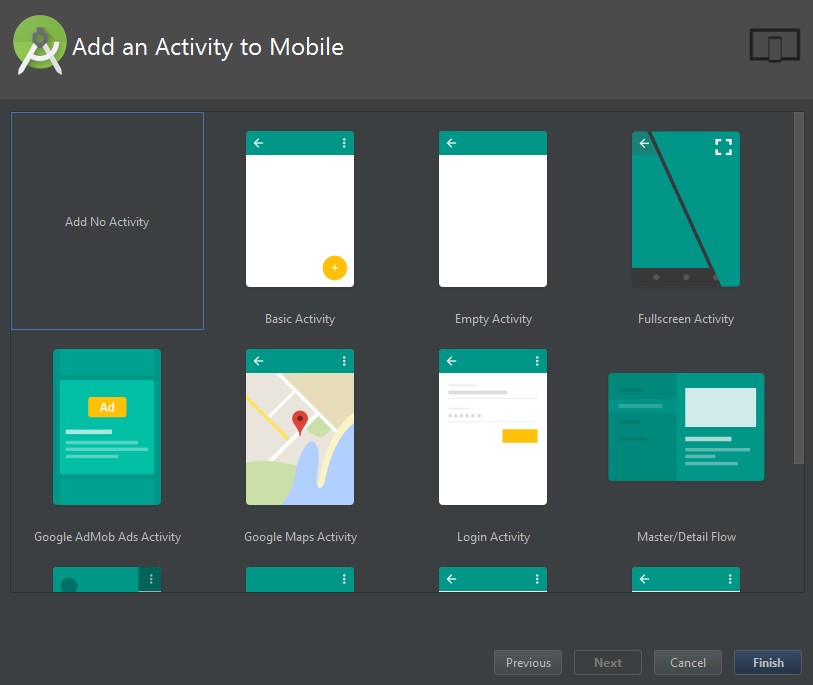 Add an Activity to Mobile
Add No Activity
Basic Activity
Empty Activity
Fullscreen Activity
Ad
Google AdMob Ads Activity
Google Maps Activity
Login Activity
Master/Detail Flow
Previous
Next
Cancel
Finish